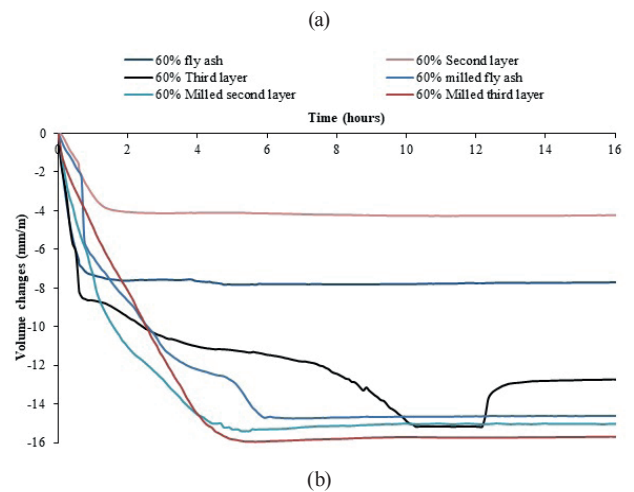 (a)
60% fly ash 60% Second layer
60% Third layer 60% milled fly ash
60% Milled second layer 60% Milled third layer
Time (hours)
0 2 4 6 8 10 12 14 16
0
-2
-4
-6
-8
-10
-12
-14
-16
Volume changes (mm/m)
(b)